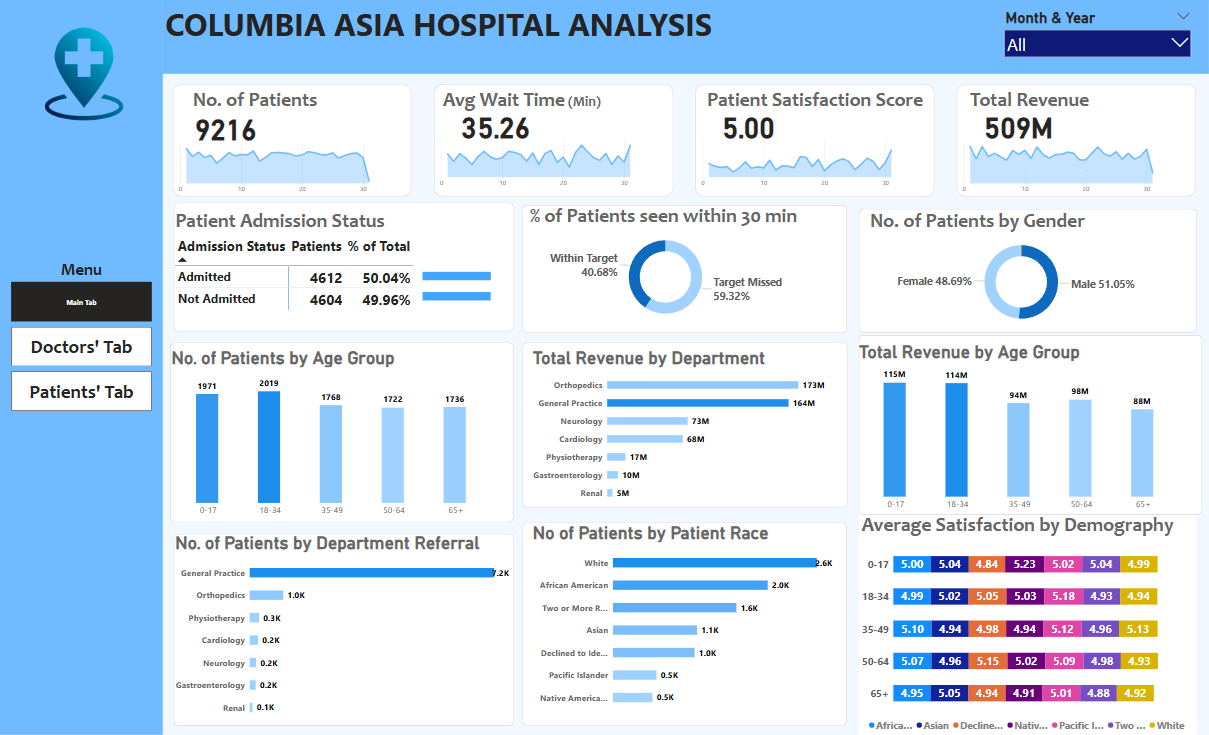 COLUMBIA ASIA HOSPITAL ANALYSIS
Month & Year
All
Menu
Main Tab
Doctors' Tab
Patients' Tab
No. of Patients
9216
0 10 20 30
Avg Wait Time (Min)
35.26
0 10 20 30
Patient Satisfaction Score
5.00
0 10 20 30
Total Revenue
509M
0 10 20 30
Patient Admission Status
Admission Status Patients % of Total
Admitted 4612 50.04%
Not Admitted 4604 49.96%
% of Patients seen within 30 min
Within Target
40.68%
Target Missed
59.32%
No. of Patients by Gender
Female 48.69%
Male 51.05%
No. of Patients by Age Group
1971 2019 1768 1722 1736
0-17 18-34 35-49 50-64 65+
Total Revenue by Department
Orthopedics 173M
General Practice 164M
Neurology 73M
Cardiology 68M
Physiotherapy 17M
Gastroenterology 10M
Renal 5M
Total Revenue by Age Group
115M 114M 94M 98M 88M
0-17 18-34 35-49 50-64 65+
No. of Patients by Department Referral
General Practice 7.2K
Orthopedics 1.0K
Physiotherapy 0.3K
Cardiology 0.2K
Neurology 0.2K
Gastroenterology 0.2K
Renal 0.1K
No of Patients by Patient Race
White 2.6K
African American 2.0K
Two or More R... 1.6K
Asian 1.1K
Declined to Ide... 1.0K
Pacific Islander 0.5K
Native America... 0.5K
Average Satisfaction by Demography
0-17 5.00 5.04 4.84 5.23 5.02 5.04 4.99
18-34 4.99 5.02 5.05 5.03 5.18 4.93 4.94
35-49 5.10 4.94 4.98 4.94 5.12 4.96 5.13
50-64 5.07 4.96 5.15 5.02 5.09 4.98 4.93
65+ 4.95 5.05 4.94 4.91 5.01 4.88 4.92
Africa... Asian Decline... Nativ... Pacific I... Two ... White